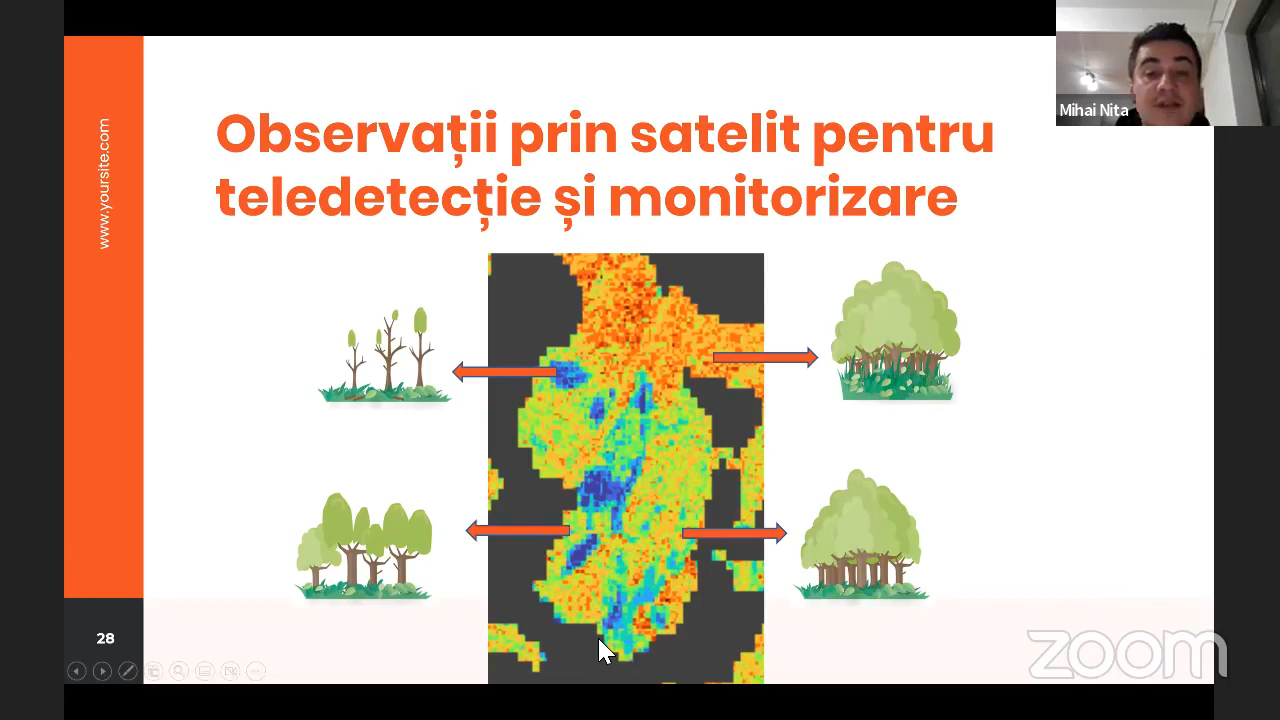 Mihai Nita
www.yoursite.com
Observații prin satelit pentru
teledetecție și monitorizare
28
zoom